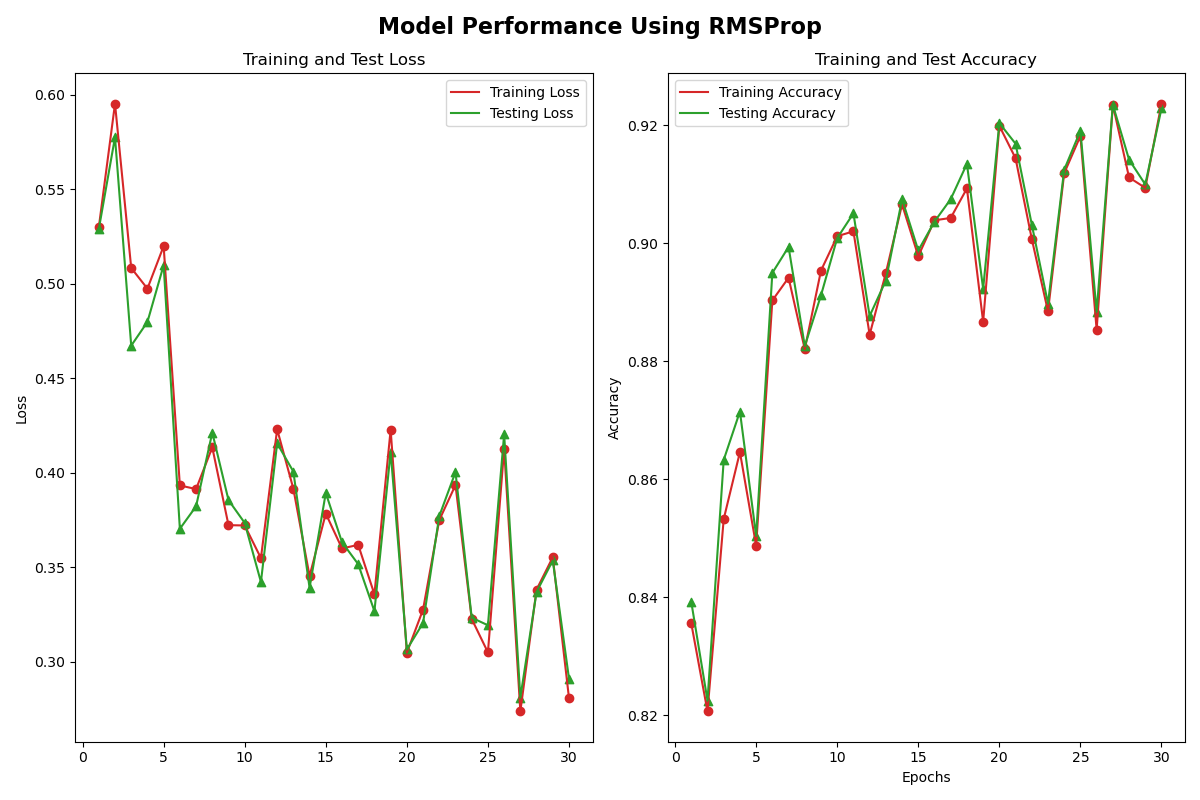 Model Performance Using RMSProp
Training and Test Loss
Training Loss
Testing Loss
0.60
0.55
0.50
0.45
0.40
0.35
0.30
Loss
0
5
10
15
20
25
30
Training and Test Accuracy
Training Accuracy
Testing Accuracy
0.92
0.90
0.88
0.86
0.84
0.82
Accuracy
0
5
10
15
20
25
30
Epochs